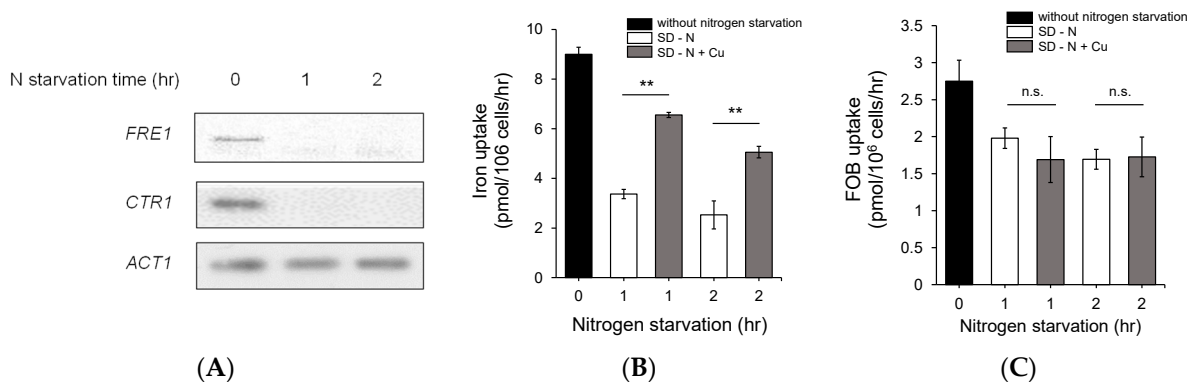 N starvation time (hr) 0 1 2
FRE1
CTR1
ACT1
(A)
without nitrogen starvation
SD - N
SD - N + Cu
Iron uptake
(pmol/106 cells/hr)
10
8
6
4
2
0
**
**
0 1 1 2 2
Nitrogen starvation (hr)
(B)
without nitrogen starvation
SD - N
SD - N + Cu
FOB uptake
(pmol/10⁶ cells/hr)
3.5
3
2.5
2
1.5
1
0.5
0
n.s.
n.s.
0 1 1 2 2
Nitrogen starvation (hr)
(C)